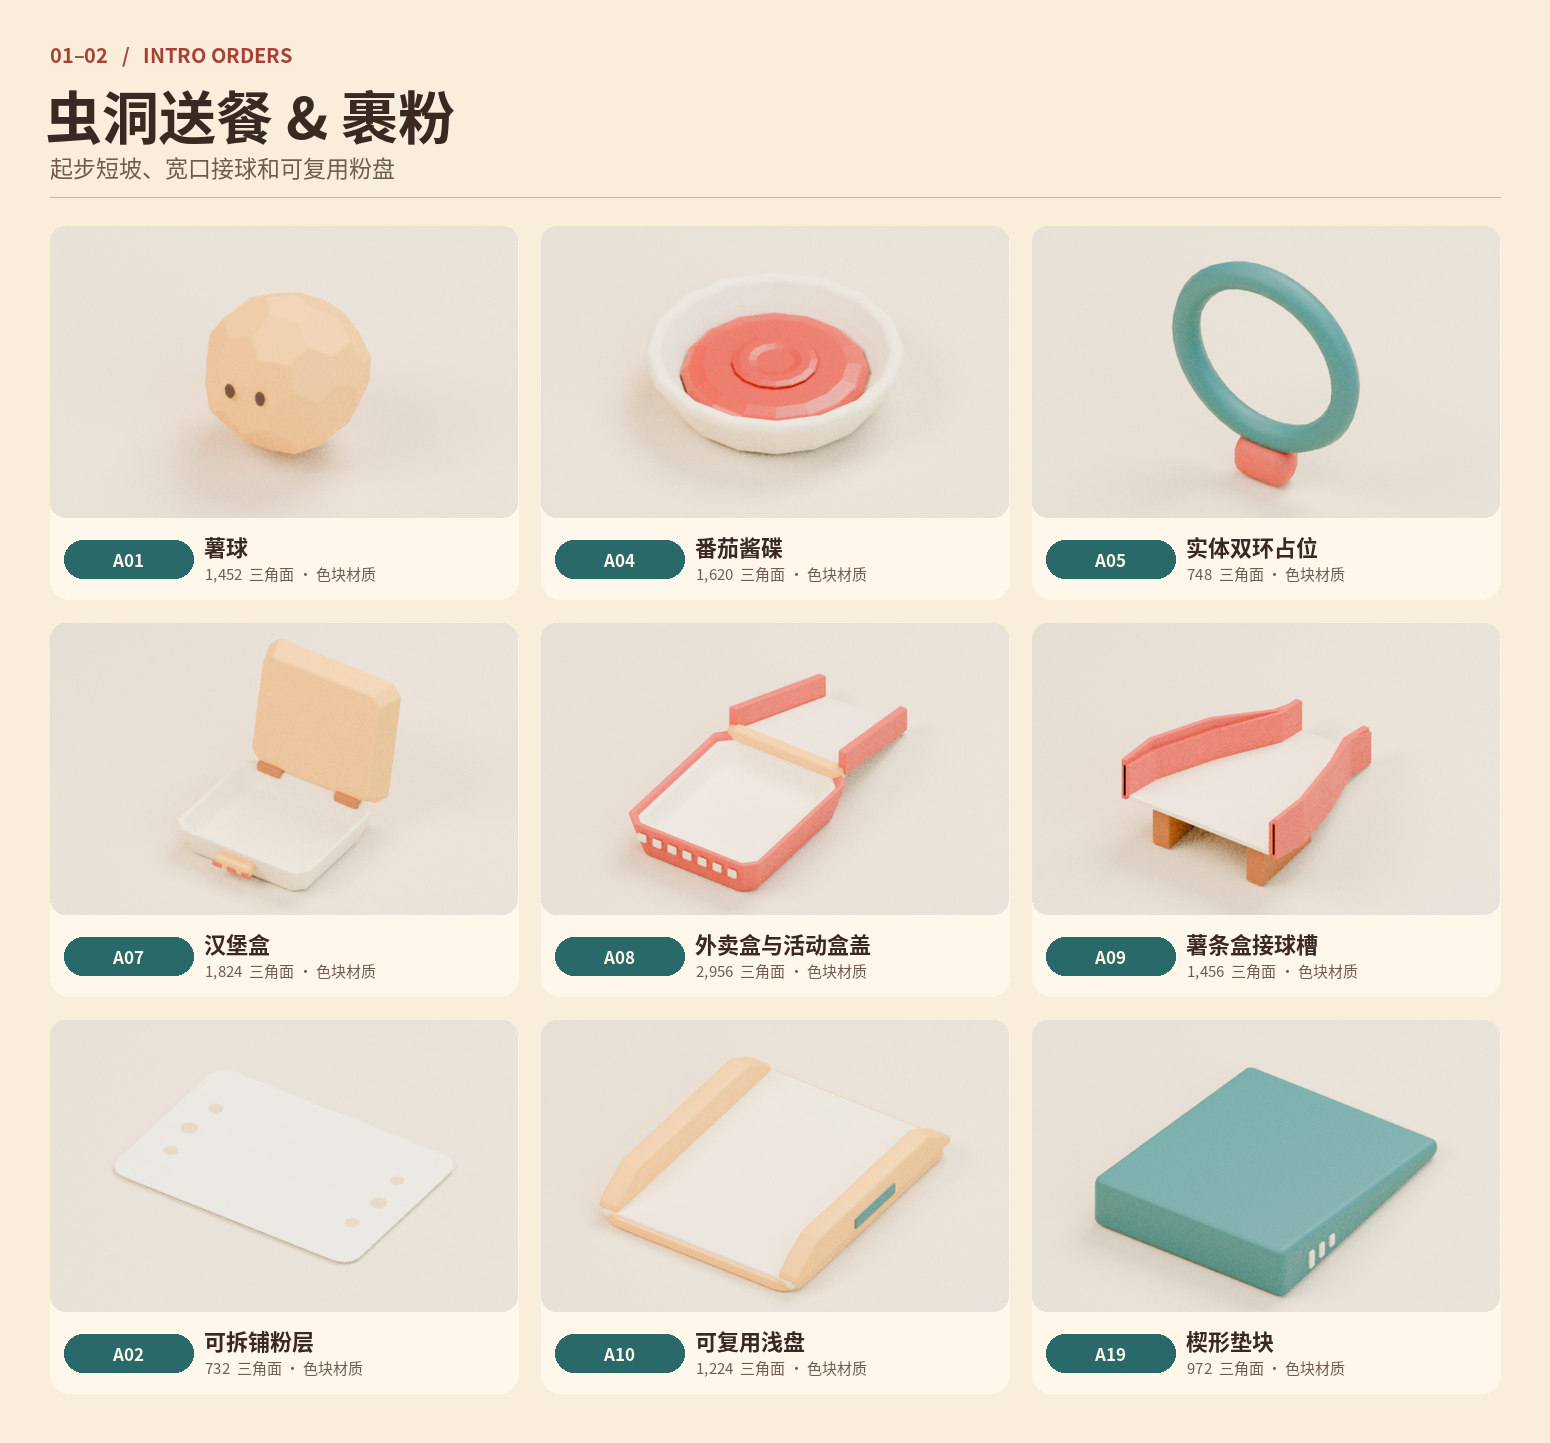 01–02 / INTRO ORDERS
虫洞送餐 & 裹粉
起步短坡、宽口接球和可复用粉盘
A01
薯球
1,452 三角面 · 色块材质
A04
番茄酱碟
1,620 三角面 · 色块材质
A05
实体双环占位
748 三角面 · 色块材质
A07
汉堡盒
1,824 三角面 · 色块材质
A08
外卖盒与活动盒盖
2,956 三角面 · 色块材质
A09
薯条盒接球槽
1,456 三角面 · 色块材质
A02
可拆铺粉层
732 三角面 · 色块材质
A10
可复用浅盘
1,224 三角面 · 色块材质
A19
楔形垫块
972 三角面 · 色块材质